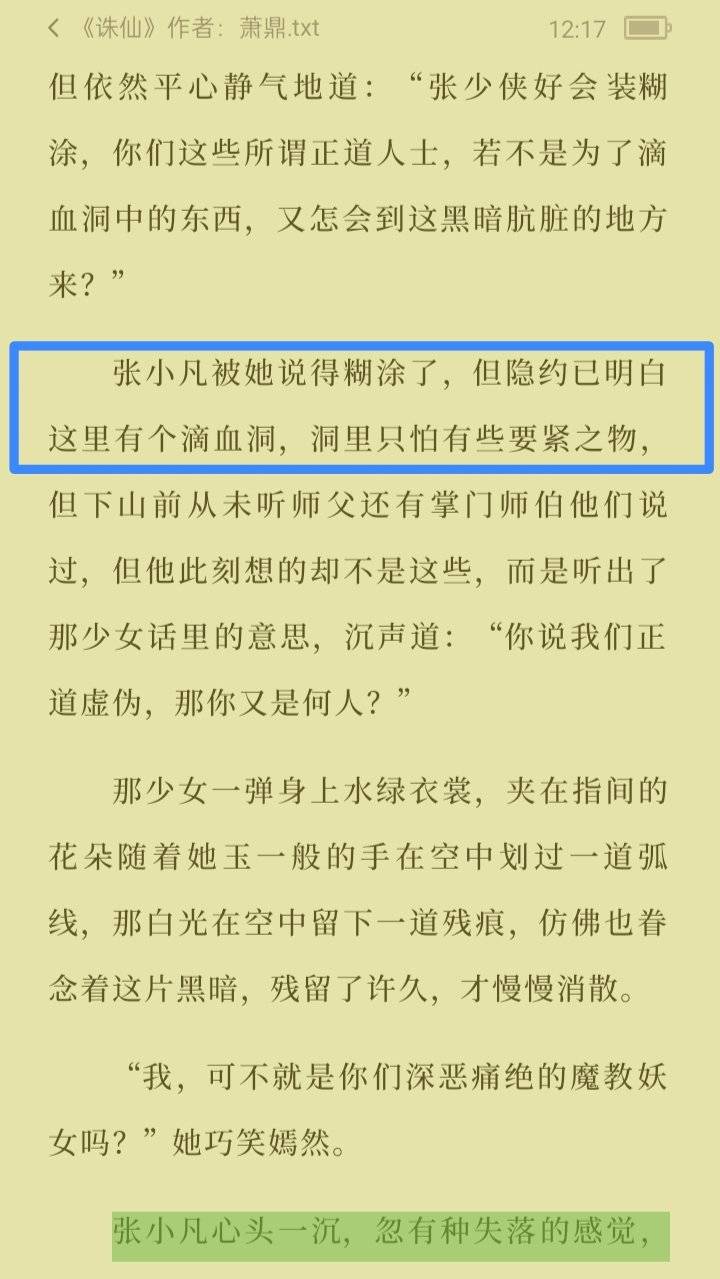 《诛仙》作者：萧鼎.txt 12:17
但依然平心静气地道：“张少侠好会装糊
涂，你们这些所谓正道人士，若不是为了滴
血洞中的东西，又怎会到这黑暗肮脏的地方
来？”
张小凡被她说得糊涂了，但隐约已明白
这里有个滴血洞，洞里只怕有些要紧之物，
但下山前从未听师父还有掌门师伯他们说
过，但他此刻想的却不是这些，而是听出了
那少女话里的意思，沉声道：“你说我们正
道虚伪，那你又是何人？”
那少女一弹身上水绿衣裳，夹在指间的
花朵随着她玉一般的手在空中划过一道弧
线，那白光在空中留下一道残痕，仿佛也眷
念着这片黑暗，残留了许久，才慢慢消散。
“我，可不就是你们深恶痛绝的魔教妖
女吗？”她巧笑嫣然。
张小凡心头一沉，忽有种失落的感觉，